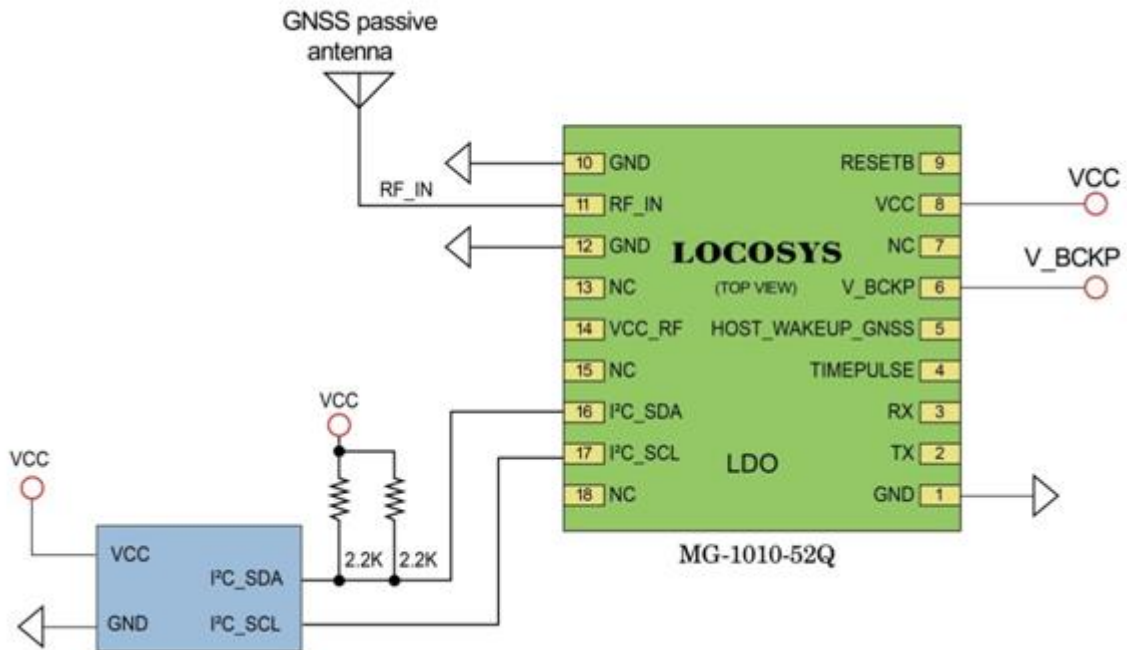 GNSS passive
antenna
RF_IN
10 GND
11 RF_IN
12 GND
13 NC
14 VCC_RF
15 NC
16 I²C_SDA
17 I²C_SCL
18 NC
RESETB 9
VCC 8
NC 7
V_BCKP 6
HOST_WAKEUP_GNSS 5
TIMEPULSE 4
RX 3
TX 2
GND 1
LOCOSYS
(TOP VIEW)
LDO
MG-1010-52Q
VCC
V_BCKP
VCC
VCC
2.2K 2.2K
VCC
GND
I²C_SDA
I²C_SCL